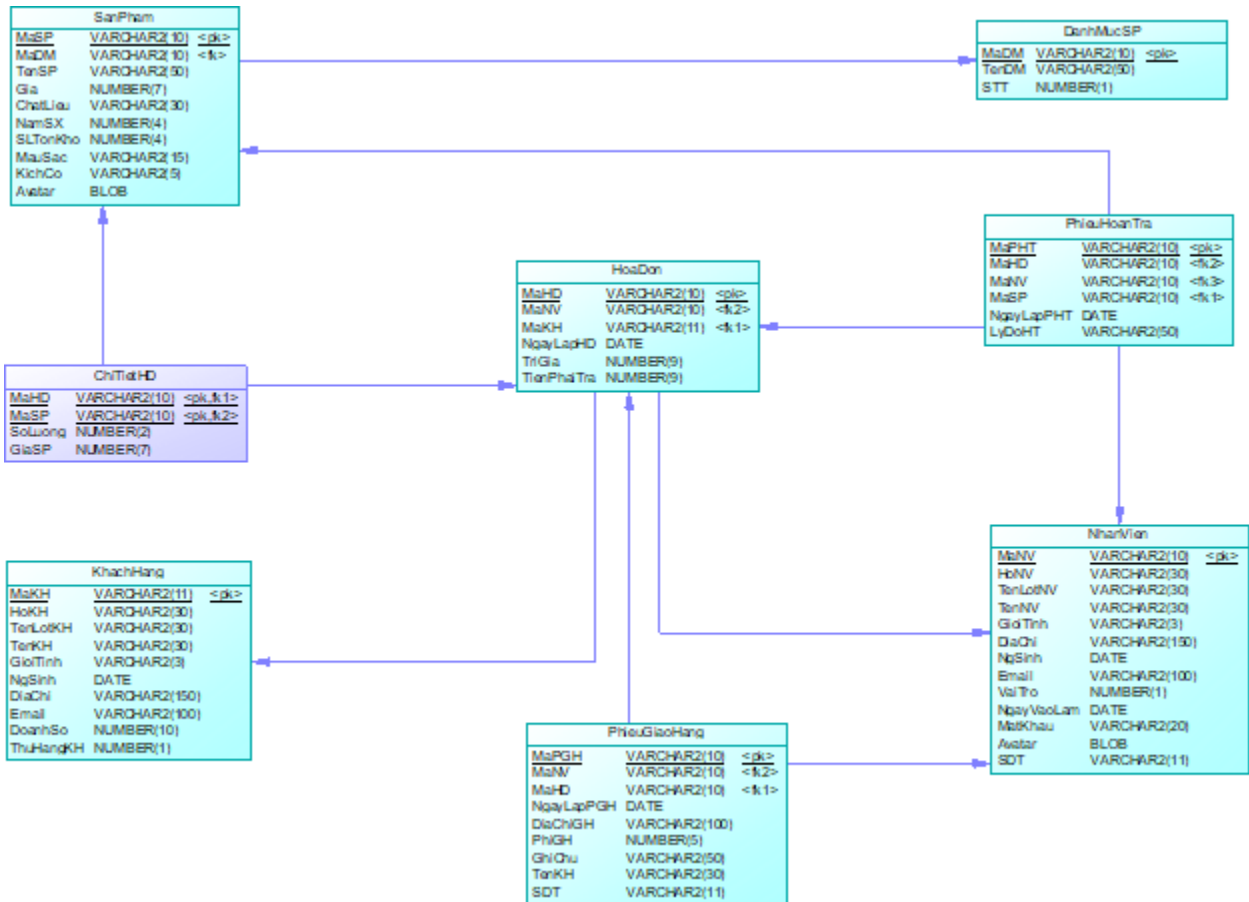 SanPham
MaSP VARCHAR2(10) <pk>
MaDM VARCHAR2(10) <fk>
TenSP VARCHAR2(50)
Gia NUMBER(7)
ChatLieu VARCHAR2(30)
NamSX NUMBER(4)
SLTonKho NUMBER(4)
MauSac VARCHAR2(15)
KichCo VARCHAR2(5)
Avatar BLOB
DanhMucSP
MaDM VARCHAR2(10) <pk>
TenDM VARCHAR2(50)
STT NUMBER(1)
PhieuHoanTra
MaPHT VARCHAR2(10) <pk>
MaHD VARCHAR2(10) <fk2>
MaNV VARCHAR2(10) <fk3>
MaSP VARCHAR2(10) <fk1>
NgayLapPHT DATE
LyDoHT VARCHAR2(50)
HoaDon
MaHD VARCHAR2(10) <pk>
MaNV VARCHAR2(10) <fk2>
MaKH VARCHAR2(11) <fk1>
NgayLapHD DATE
TriGia NUMBER(9)
TienPhaiTra NUMBER(9)
ChiTietHD
MaHD VARCHAR2(10) <pk,fk1>
MaSP VARCHAR2(10) <pk,fk2>
SoLuong NUMBER(2)
GiaSP NUMBER(7)
KhachHang
MaKH VARCHAR2(11) <pk>
HoKH VARCHAR2(30)
TenLotKH VARCHAR2(30)
TenKH VARCHAR2(30)
GioiTinh VARCHAR2(3)
NgSinh DATE
DiaChi VARCHAR2(150)
Email VARCHAR2(100)
DoanhSo NUMBER(10)
ThuHangKH NUMBER(1)
NhanVien
MaNV VARCHAR2(10) <pk>
HoNV VARCHAR2(30)
TenLotNV VARCHAR2(30)
TenNV VARCHAR2(30)
GioiTinh VARCHAR2(3)
DiaChi VARCHAR2(150)
NgSinh DATE
Email VARCHAR2(100)
VaiTro NUMBER(1)
NgayVaoLam DATE
MatKhau VARCHAR2(20)
Avatar BLOB
SDT VARCHAR2(11)
PhieuGiaoHang
MaPGH VARCHAR2(10) <pk>
MaNV VARCHAR2(10) <fk2>
MaHD VARCHAR2(10) <fk1>
NgayLapPGH DATE
DiaChiGH VARCHAR2(100)
PhiGH NUMBER(5)
GhiChu VARCHAR2(50)
TenKH VARCHAR2(30)
SDT VARCHAR2(11)